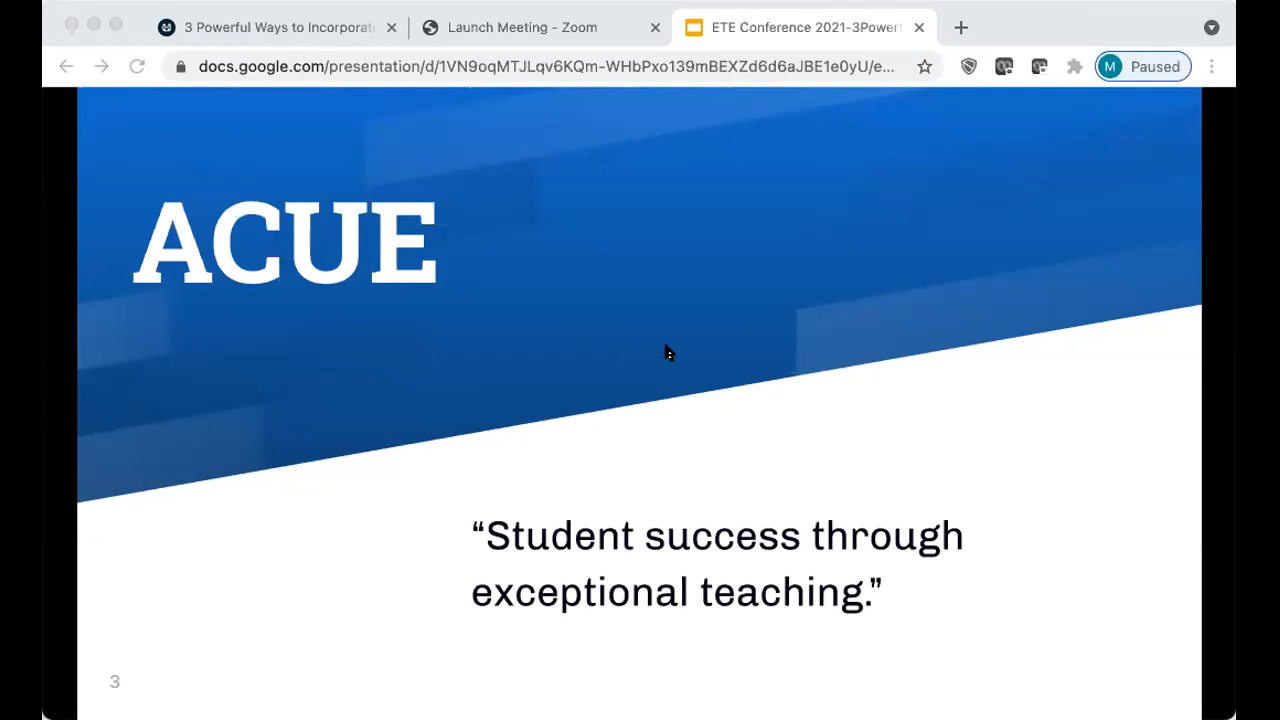 3 Powerful Ways to Incorporat
Launch Meeting - Zoom
ETE Conference 2021-3Powerf
docs.google.com/presentation/d/1VN9oqMTJLqv6KQm-WHbPxo139mBEXZd6d6aJBE1e0yU/e...
M Paused
ACUE
“Student success through
exceptional teaching.”
3